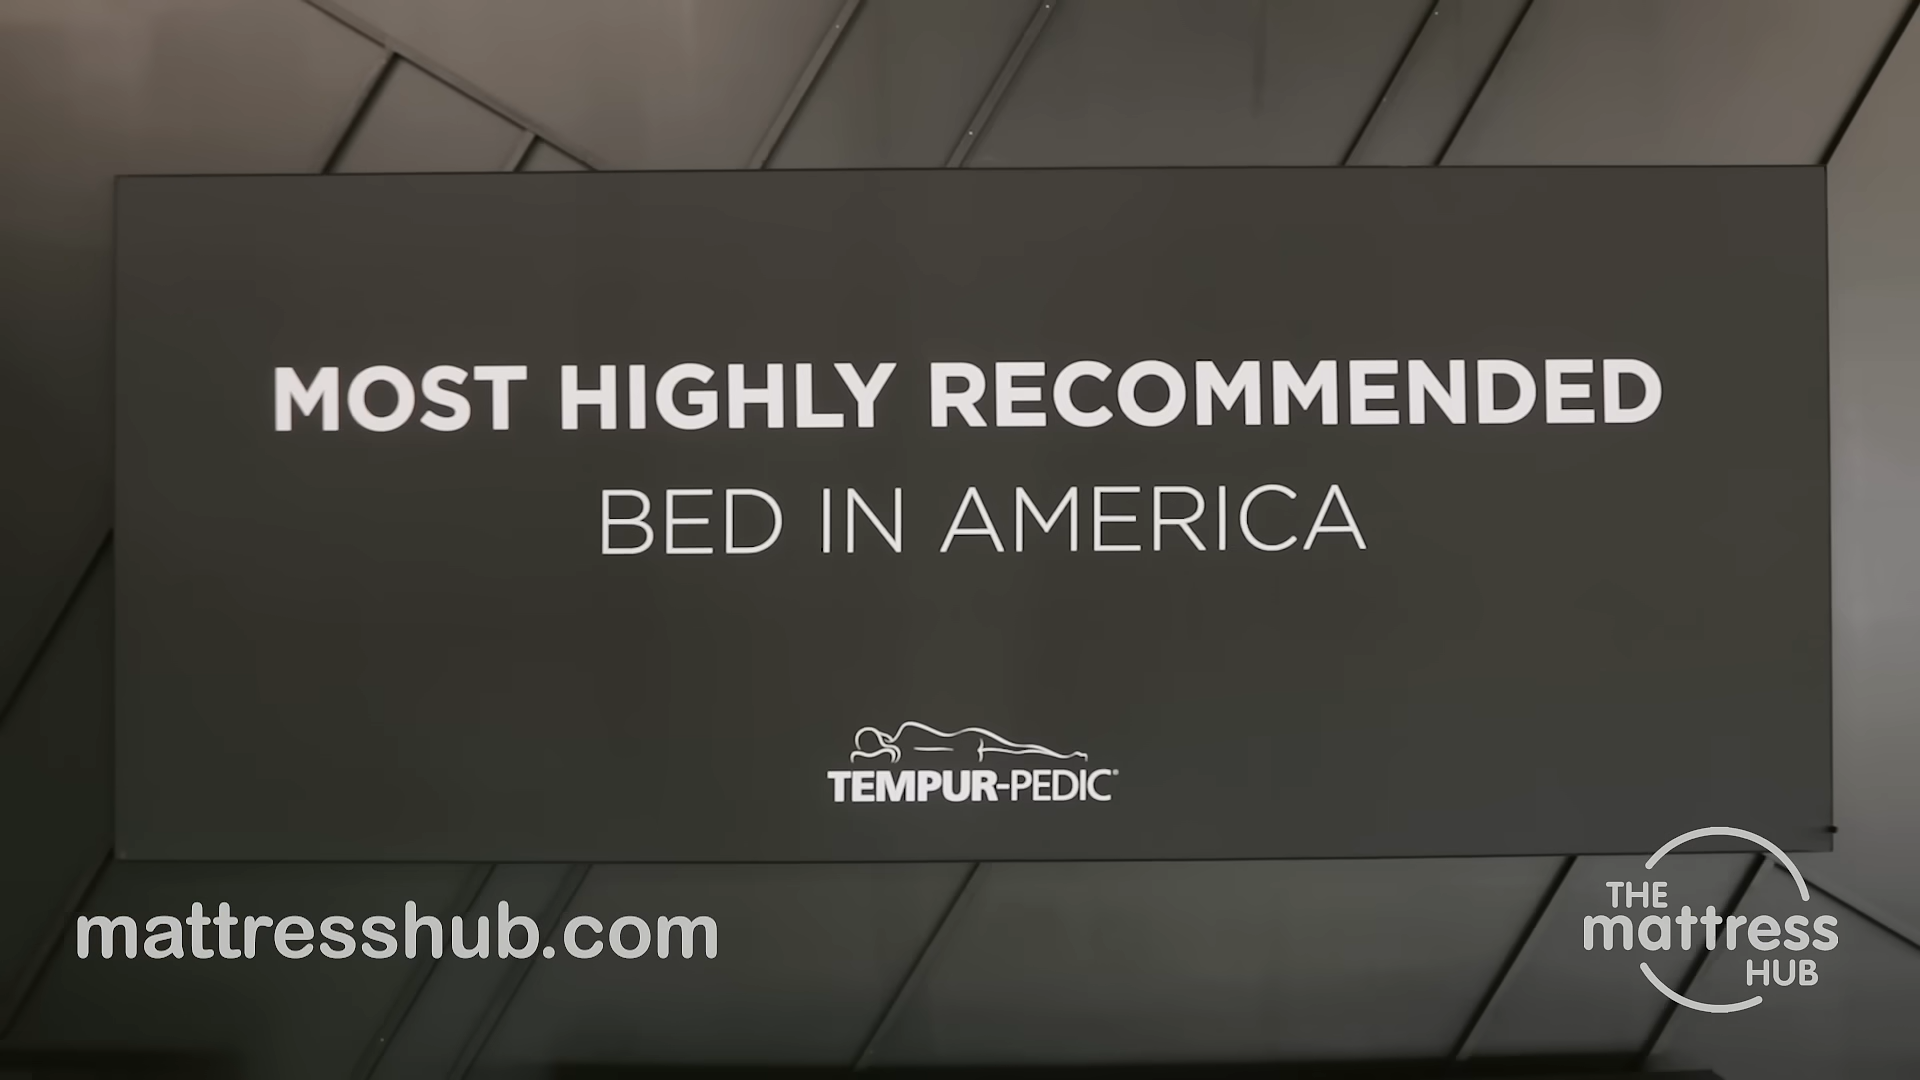 MOST HIGHLY RECOMMENDED
BED IN AMERICA
TEMPUR-PEDIC®
mattresshub.com
THE
mattress
HUB